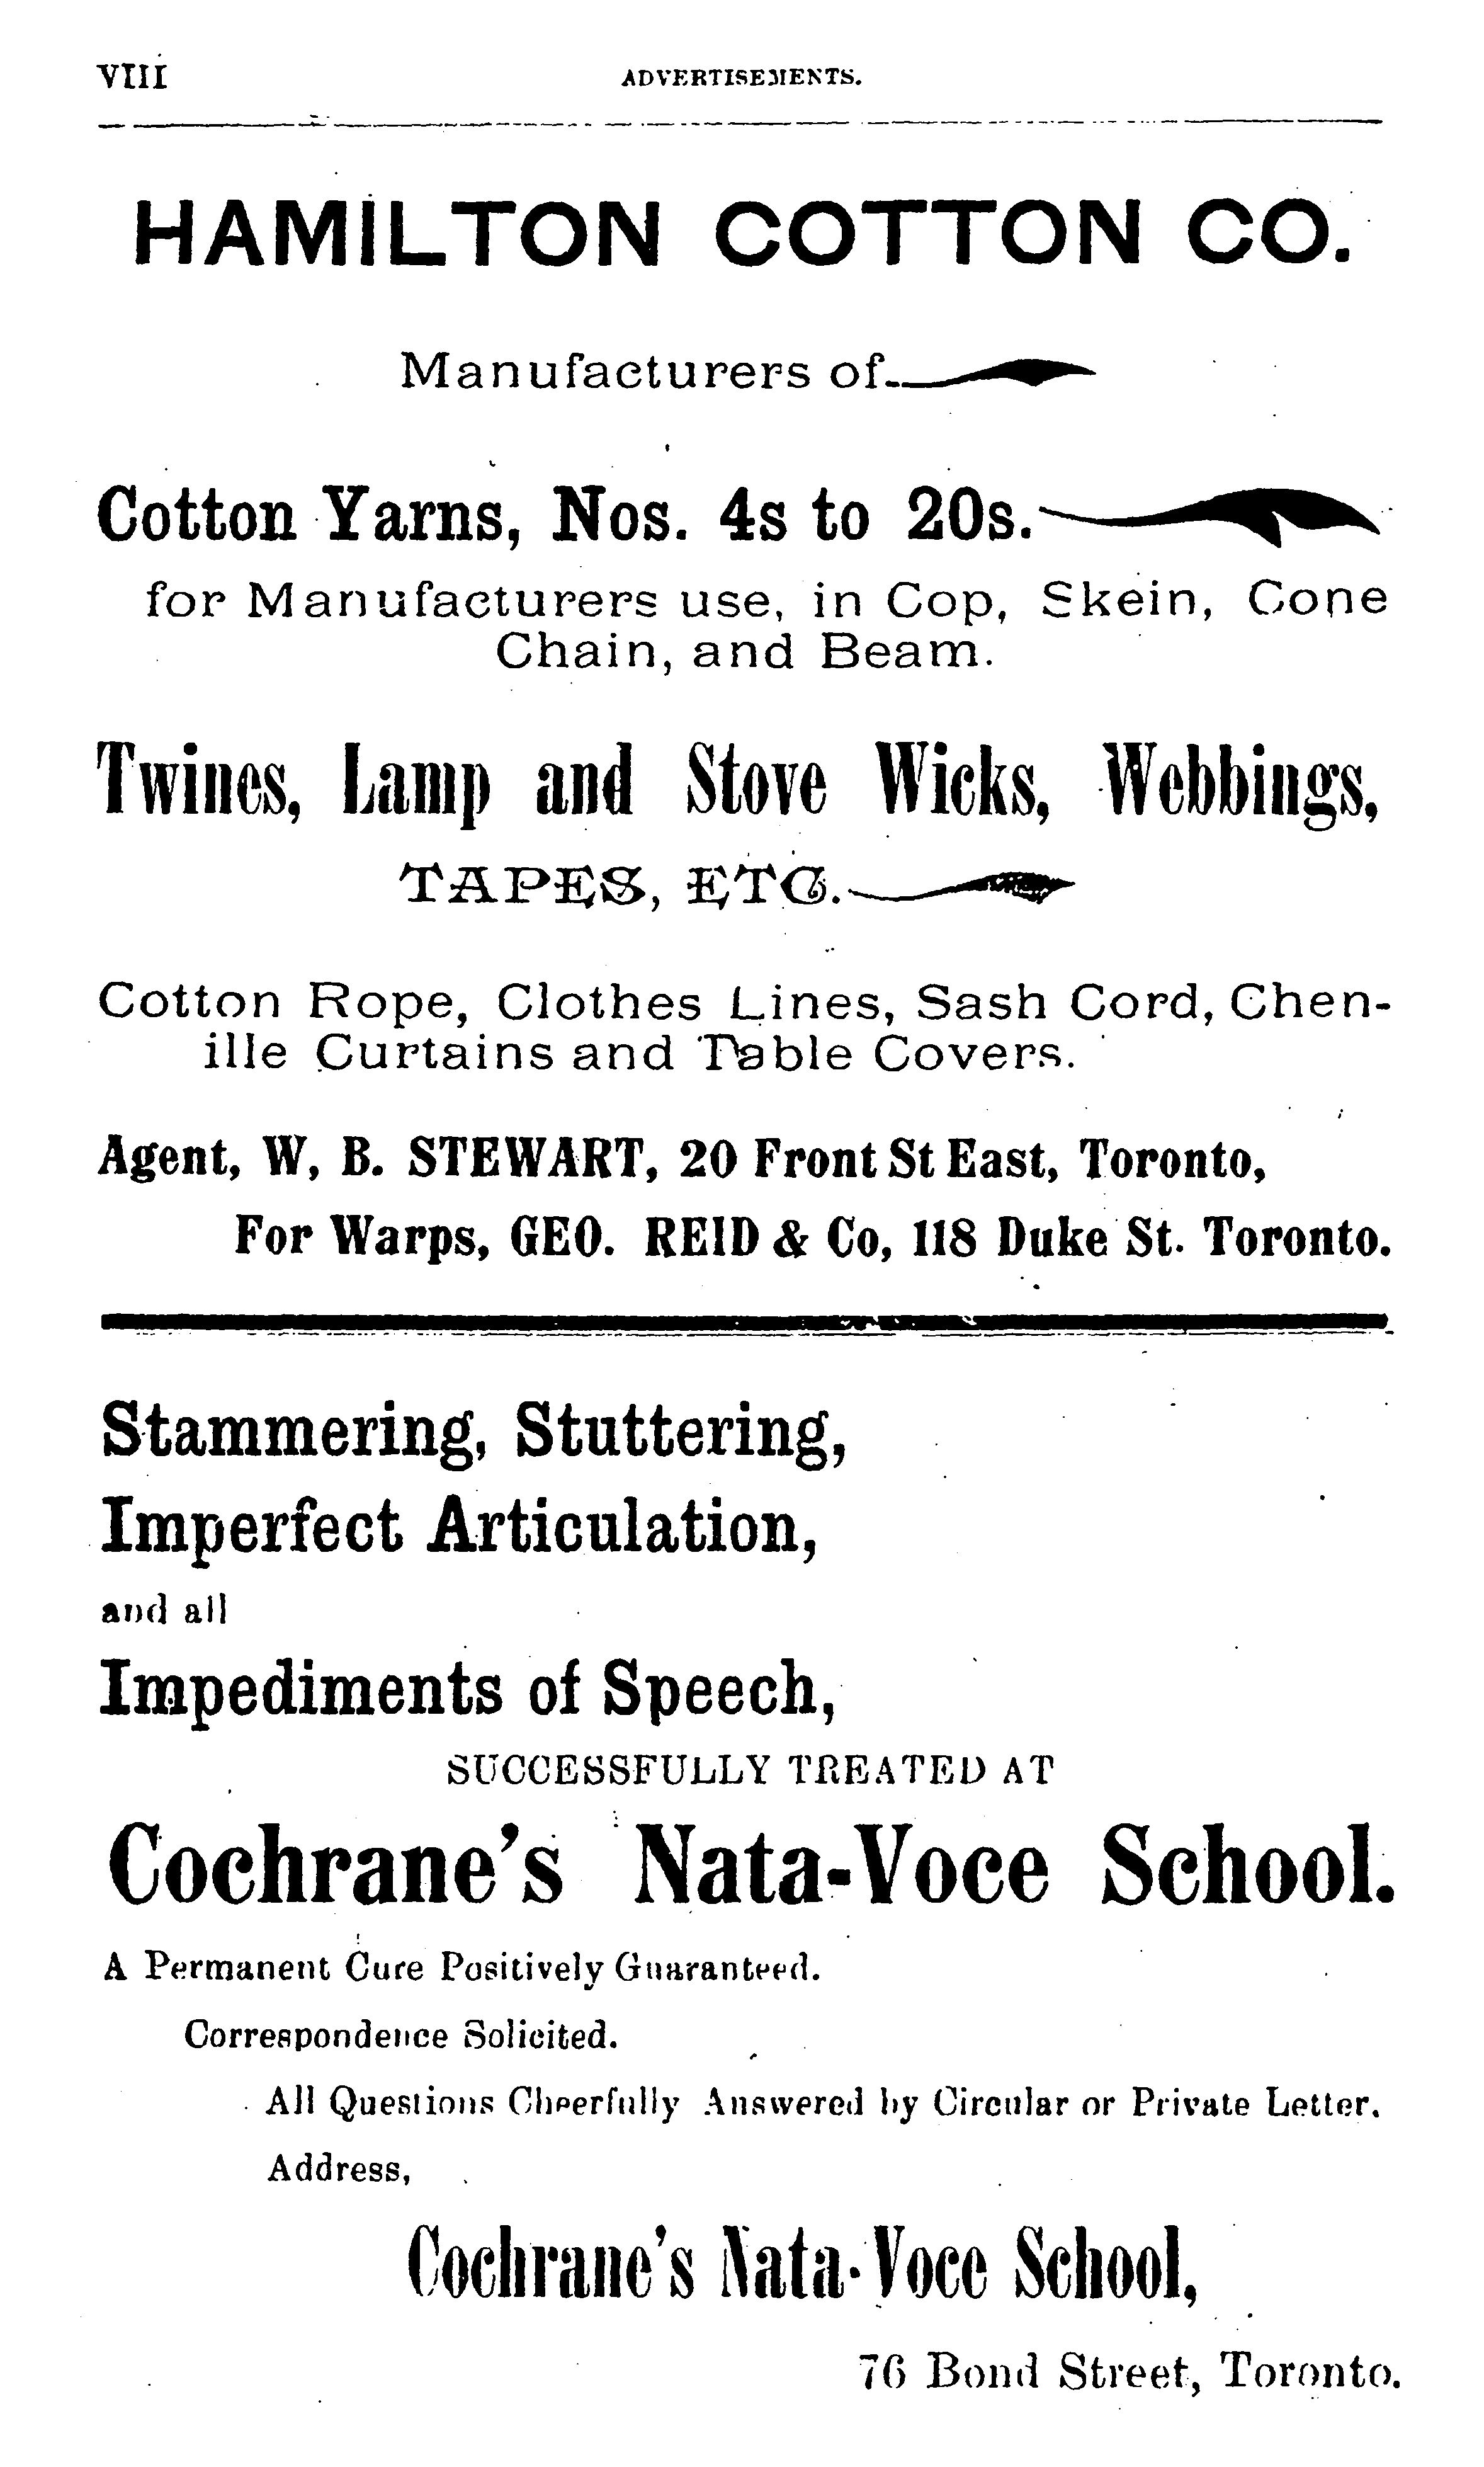 VIII ADVERTISEMENTS.
HAMILTON COTTON CO.
Manufacturers of
Cotton Yarns, Nos. 4s to 20s.
for Manufacturers use, in Cop, Skein, Cone
Chain, and Beam.
Twines, Lamp and Stove Wicks, Webbings,
TAPES, ETC.
Cotton Rope, Clothes Lines, Sash Cord, Chen-
ille Curtains and Table Covers.
Agent, W, B. STEWART, 20 Front St East, Toronto,
For Warps, GEO. REID & Co, 118 Duke St. Toronto.
Stammering, Stuttering,
Imperfect Articulation,
and all
Impediments of Speech,
SUCCESSFULLY TREATED AT
Cochrane's Nata-Voce School.
A Permanent Cure Positively Guaranteed.
Correspondence Solicited.
All Questions Cheerfully Answered by Circular or Private Letter.
Address,
Cochrane's Nata-Voce School,
76 Bond Street, Toronto.